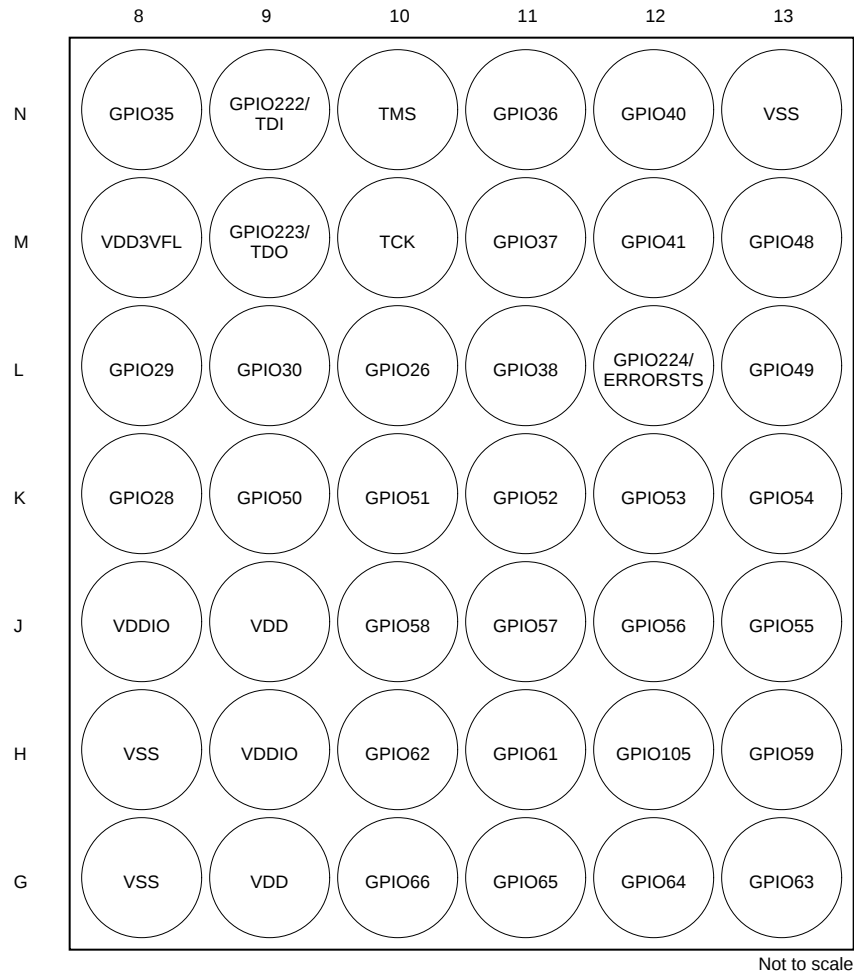 8 9 10 11 12 13
N GPIO35 GPIO222/ TMS GPIO36 GPIO40 VSS
TDI
M VDD3VFL GPIO223/ TCK GPIO37 GPIO41 GPIO48
TDO
L GPIO29 GPIO30 GPIO26 GPIO38 GPIO224/ GPIO49
ERRORSTS
K GPIO28 GPIO50 GPIO51 GPIO52 GPIO53 GPIO54
J VDDIO VDD GPIO58 GPIO57 GPIO56 GPIO55
H VSS VDDIO GPIO62 GPIO61 GPIO105 GPIO59
G VSS VDD GPIO66 GPIO65 GPIO64 GPIO63
Not to scale